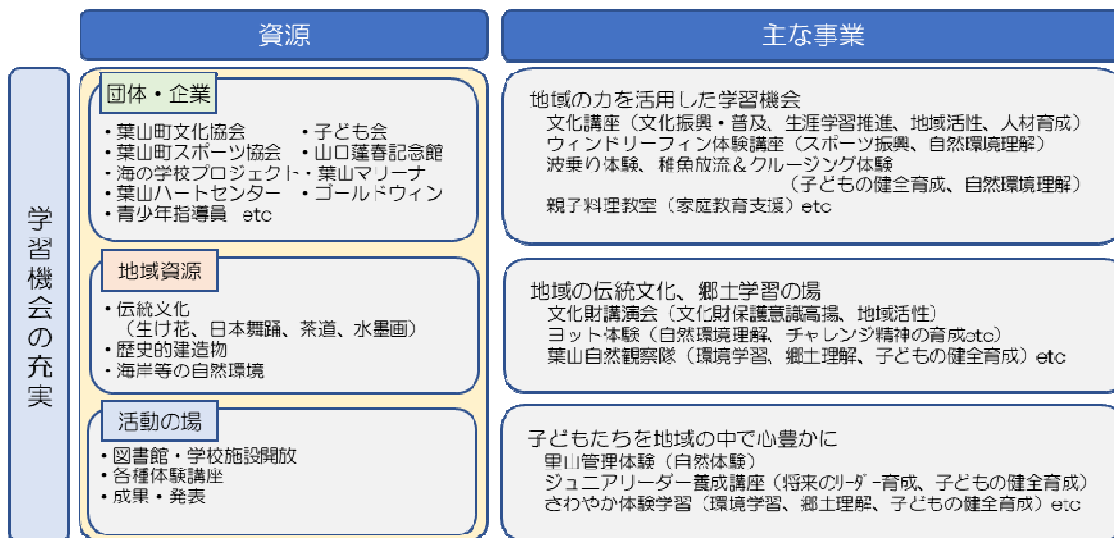 資源
主な事業
学習機会の充実
団体・企業
・葉山町文化協会 ・子ども会
・葉山町スポーツ協会 ・山口蓬春記念館
・海の学校プロジェクト・葉山マリーナ
・葉山ハートセンター ・ゴールドウィン
・青少年指導員 etc
地域の力を活用した学習機会
文化講座（文化振興・普及、生涯学習推進、地域活性、人材育成）
ウィンドリーフィン体験講座（スポーツ振興、自然環境理解）
波乗り体験、稚魚放流＆クルージング体験
（子どもの健全育成、自然環境理解）
親子料理教室（家庭教育支援）etc
地域資源
・伝統文化
（生け花、日本舞踊、茶道、水墨画）
・歴史的建造物
・海岸等の自然環境
地域の伝統文化、郷土学習の場
文化財講演会（文化財保護意識高揚、地域活性）
ヨット体験（自然環境理解、チャレンジ精神の育成etc）
葉山自然観察隊（環境学習、郷土理解、子どもの健全育成）etc
活動の場
・図書館・学校施設開放
・各種体験講座
・成果・発表
子どもたちを地域の中で心豊かに
里山管理体験（自然体験）
ジュニアリーダー養成講座（将来のリーダー育成、子どもの健全育成）
さわやか体験学習（環境学習、郷土理解、子どもの健全育成）etc